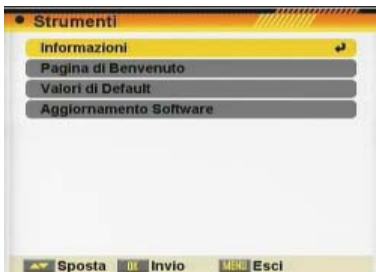 Strumenti
Informazioni
Pagina di Benvenuto
Valori di Default
Aggiornamento Software
Sposta OK Invio MENU Esci